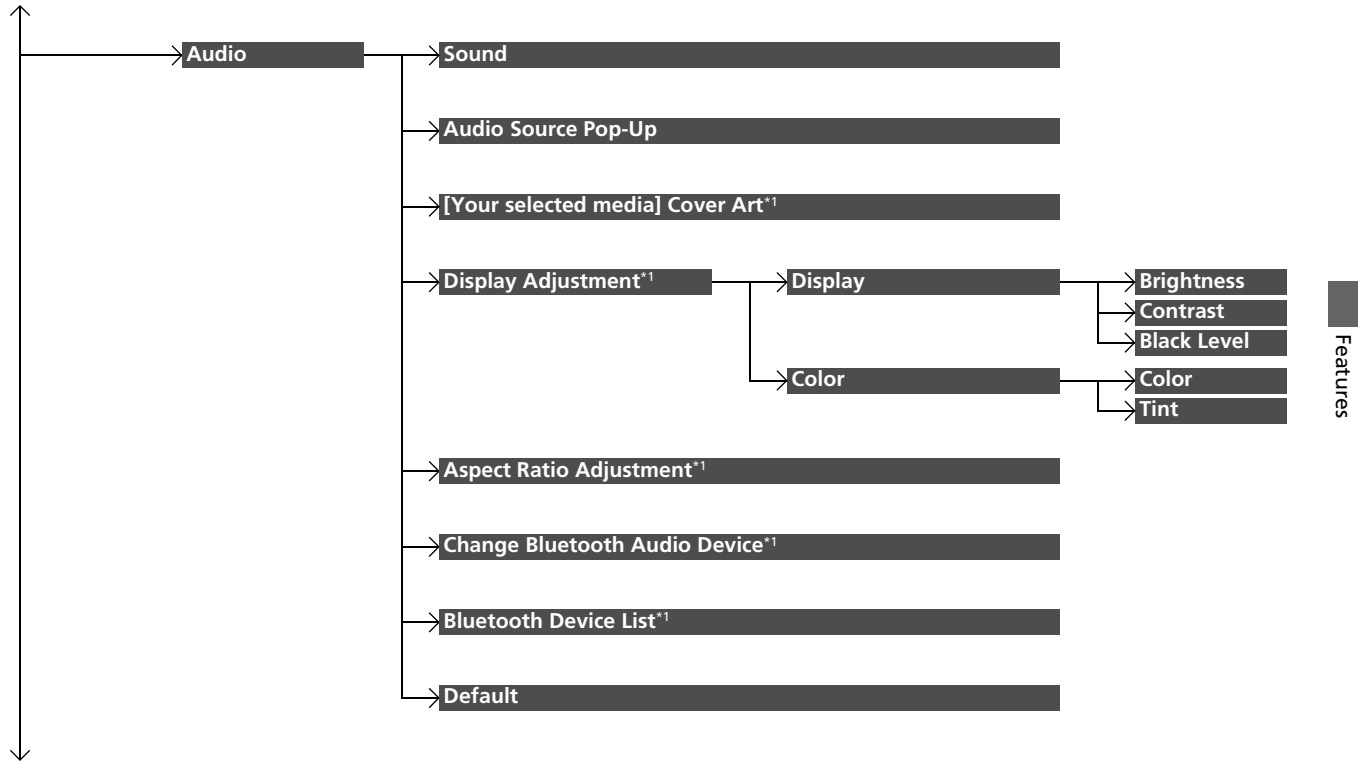 Audio
Sound
Audio Source Pop-Up
[Your selected media] Cover Art*1
Display Adjustment*1
Display
Brightness
Contrast
Black Level
Color
Color
Tint
Aspect Ratio Adjustment*1
Change Bluetooth Audio Device*1
Bluetooth Device List*1
Default
Features